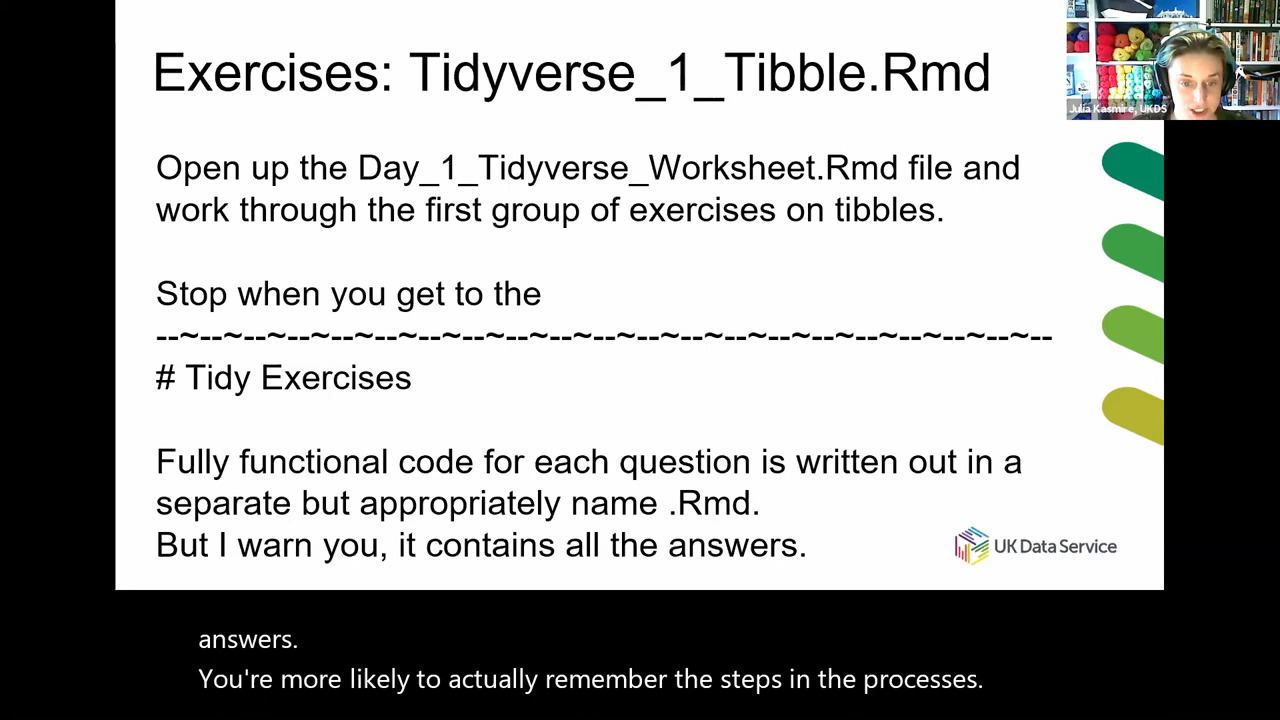 Exercises: Tidyverse_1_Tibble.Rmd
Julia Kasmire, UKDS
Open up the Day_1_Tidyverse_Worksheet.Rmd file and
work through the first group of exercises on tibbles.
Stop when you get to the
--~--~--~--~--~--~--~--~--~--~--~--~--~--~--~--~--~--~--~--~--
# Tidy Exercises
Fully functional code for each question is written out in a
separate but appropriately name .Rmd.
But I warn you, it contains all the answers.
UK Data Service
answers.
You're more likely to actually remember the steps in the processes.